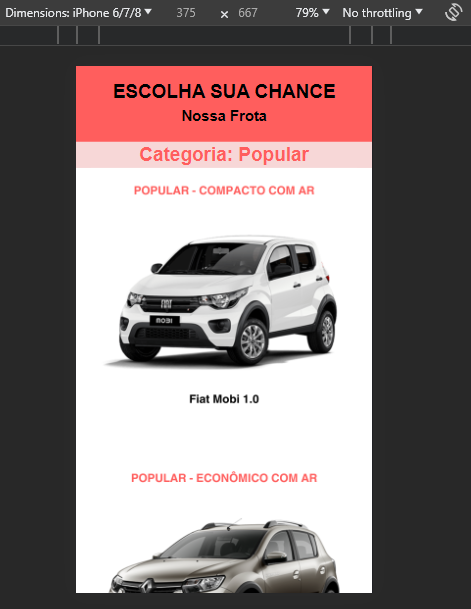 Dimensions: iPhone 6/7/8 ▼ 375 × 667 79% ▼ No throttling ▼
ESCOLHA SUA CHANCE
Nossa Frota
Categoria: Popular
POPULAR - COMPACTO COM AR
FIAT
MOBI
Fiat Mobi 1.0
POPULAR - ECONÔMICO COM AR